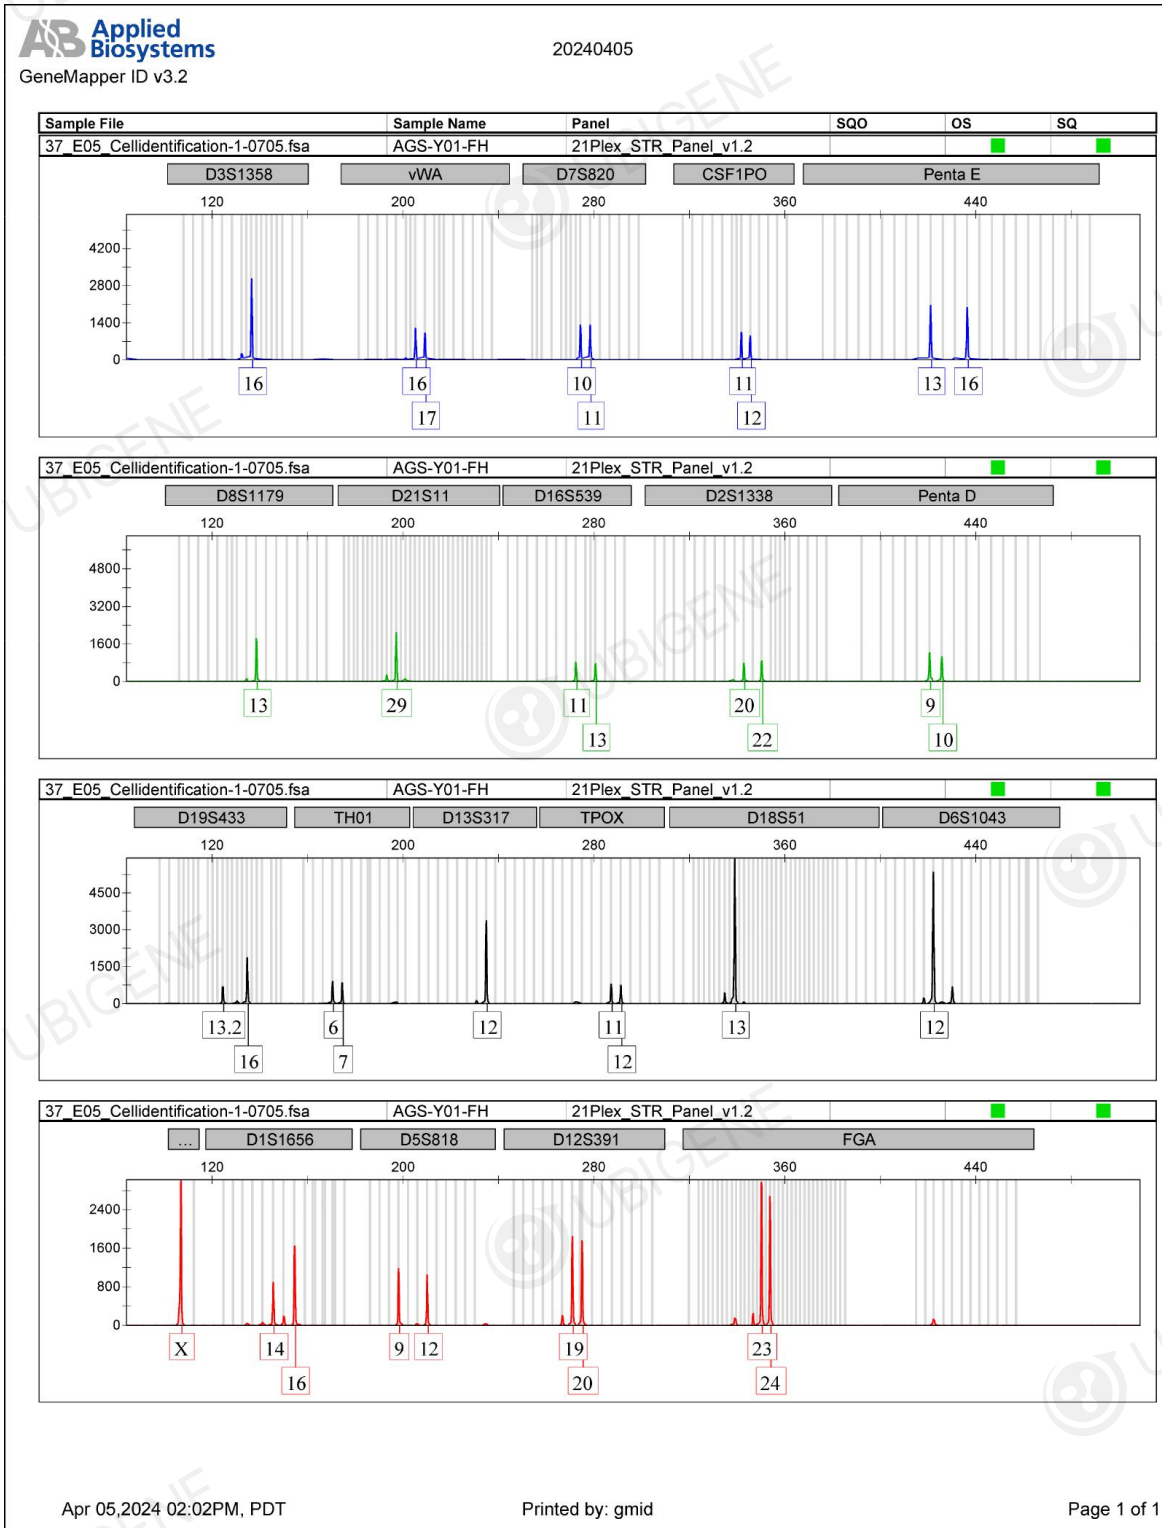 AB Applied
Biosystems
20240405
GeneMapper ID v3.2
Sample File Sample Name Panel SQO OS SQ
37_E05_Cellidentification-1-0705.fsa AGS-Y01-FH 21Plex_STR_Panel_v1.2
D3S1358 vWA D7S820 CSF1PO Penta E
120 200 280 360 440
4200
2800
1400
0
16 16 10 11 13 16
17 11 12
37_E05_Cellidentification-1-0705.fsa AGS-Y01-FH 21Plex_STR_Panel_v1.2
D8S1179 D21S11 D16S539 D2S1338 Penta D
120 200 280 360 440
4800
3200
1600
0
13 29 11 20 9
13 22 10
37_E05_Cellidentification-1-0705.fsa AGS-Y01-FH 21Plex_STR_Panel_v1.2
D19S433 TH01 D13S317 TPOX D18S51 D6S1043
120 200 280 360 440
4500
3000
1500
0
13.2 6 12 11 13 12
16 7 12
37_E05_Cellidentification-1-0705.fsa AGS-Y01-FH 21Plex_STR_Panel_v1.2
... D1S1656 D5S818 D12S391 FGA
120 200 280 360 440
2400
1600
800
0
X 14 9 12 19 23
16 20 24
Apr 05,2024 02:02PM, PDT Printed by: gmid Page 1 of 1
UBIGENE
UBIGENE
UBIGENE
UBIGENE
UBIGENE